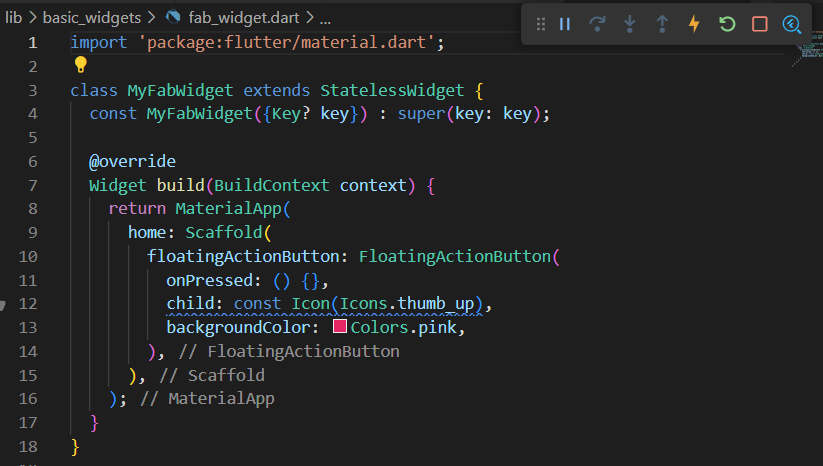 lib > basic_widgets > fab_widget.dart > ...
1 import 'package:flutter/material.dart';
2
3 class MyFabWidget extends StatelessWidget {
4   const MyFabWidget({Key? key}) : super(key: key);
5
6   @override
7   Widget build(BuildContext context) {
8     return MaterialApp(
9       home: Scaffold(
10         floatingActionButton: FloatingActionButton(
11           onPressed: () {},
12           child: const Icon(Icons.thumb_up),
13           backgroundColor: Colors.pink,
14         ), // FloatingActionButton
15       ), // Scaffold
16     ); // MaterialApp
17   }
18 }